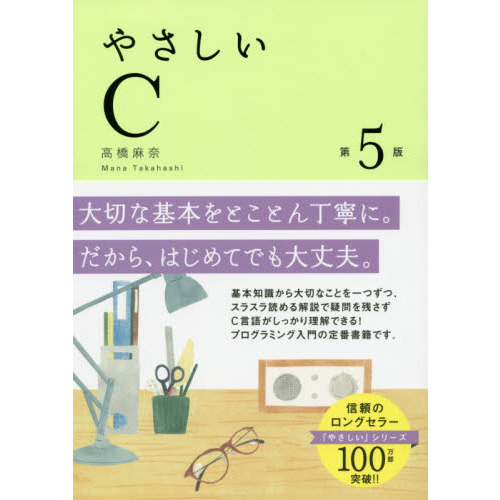 やさしい
C
高橋麻奈
Mana Takahashi
第5版
大切な基本をとことん丁寧に。
だから、はじめてでも大丈夫。
基本知識から大切なことを一つずつ、
スラスラ読める解説で疑問を残さず
C言語がしっかり理解できる!
プログラミング入門の定番書籍です。
信頼の
ロングセラー
「やさしい」シリーズ
100万部
突破!!